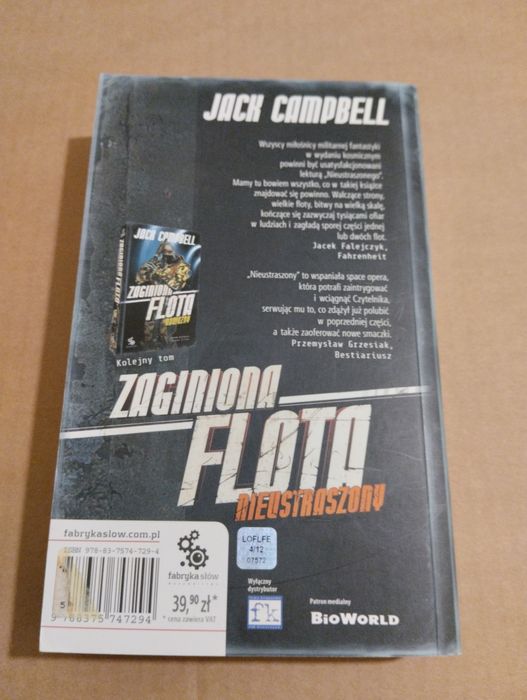 JACK CAMPBELL
Wszyscy miłośnicy militarnej fantastyki
w wydaniu kosmicznym
powinni być usatysfakcjonowani
lekturą „Nieustraszonego”.
Mamy tu bowiem wszystko, co w takiej książce
znajdować się powinno. Walczące strony,
wielkie floty, bitwy na wielką skalę,
kończące się zazwyczaj tysiącami ofiar
w ludziach i zagładą sporej części jednej
lub dwóch flot.
Jacek Falejczyk,
Fahrenheit
„Nieustraszony” to wspaniała space opera,
która potrafi zaintrygować
i wciągnąć Czytelnika,
serwując mu to, co zdążył już polubić
w poprzedniej części,
a także zaoferować nowe smaczki.
Przemysław Grzesiak,
Bestiariusz
JACK CAMPBELL
ZAGINIONA
FLOTA
ZAGINIONA FLOTA
Kolejny tom
ZAGINIONA
FLOTA
NIEUSTRASZONY
fabrykaslow.com.pl
ISBN 978-83-7574-729-4
fabryka słów
39,90 zł*
* cena zawiera VAT
5
9 788375 747294
LOFLFE
4/12
07572
Wyłączny
dystrybutor
fk
Patron medialny
BIOWORLD